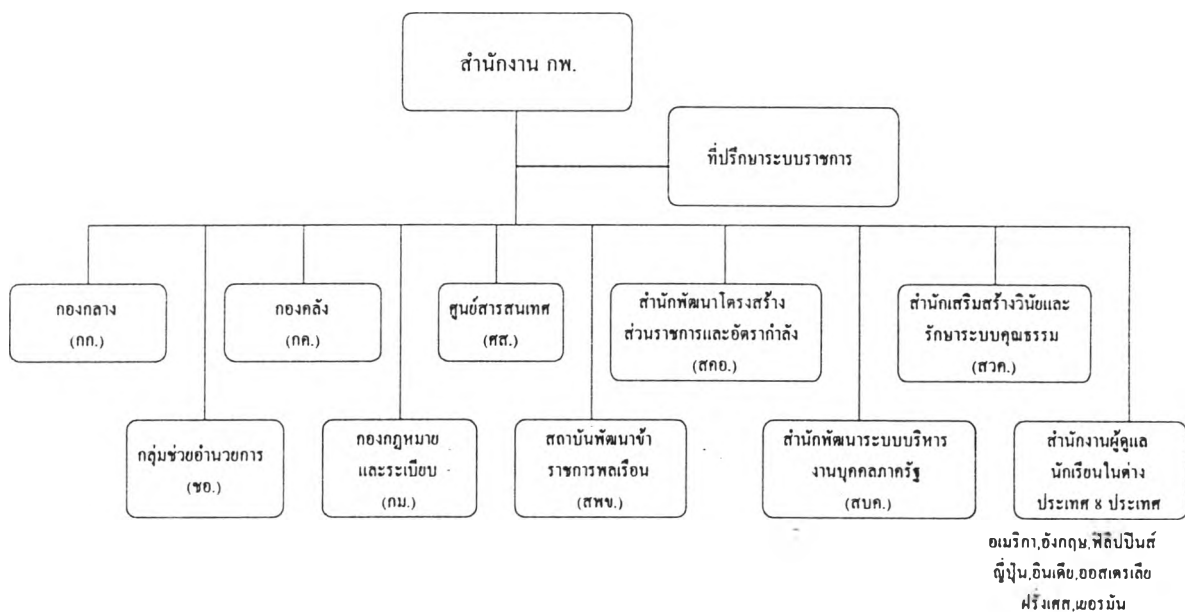 สำนักงาน กพ.
ที่ปรึกษาระบบราชการ
กองกลาง
(กก.)
กองคลัง
(กค.)
ศูนย์สารสนเทศ
(ศส.)
สำนักพัฒนาโครงสร้าง
ส่วนราชการและอัตรากำลัง
(สคอ.)
สำนักเสริมสร้างวินัยและ
รักษาระบบคุณธรรม
(สวค.)
กลุ่มช่วยอำนวยการ
(ชอ.)
กองกฎหมาย
และระเบียบ
(กม.)
สถาบันพัฒนาข้า
ราชการพลเรือน
(สพข.)
สำนักพัฒนาระบบบริหาร
งานบุคคลภาครัฐ
(สบค.)
สำนักงานผู้ดูแล
นักเรียนในต่าง
ประเทศ 8 ประเทศ
อเมริกา,อังกฤษ,ฟิลิปปินส์
ญี่ปุ่น,อินเดีย,ออสเตรเลีย
ฝรั่งเศส,เยอรมัน